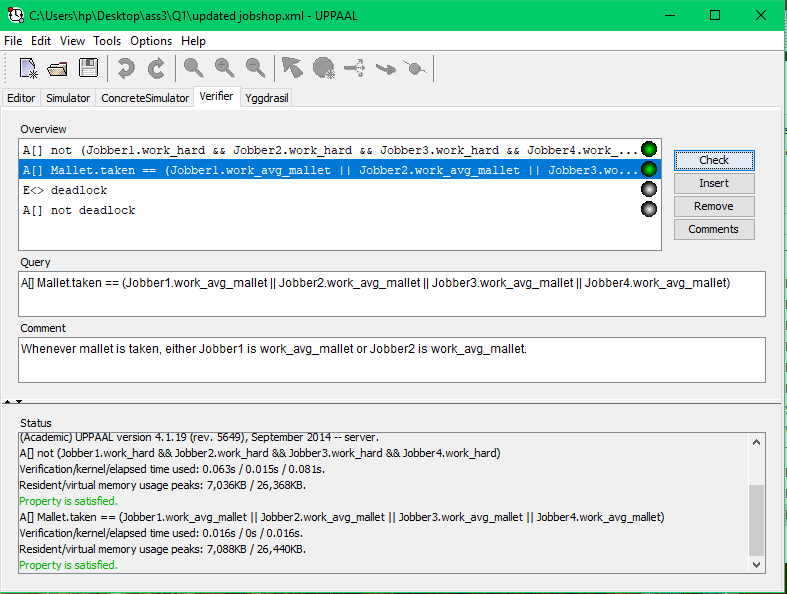 C:\Users\hp\Desktop\ass3\Q1\updated jobshop.xml - UPPAAL
File Edit View Tools Options Help
Editor Simulator ConcreteSimulator Verifier Yggdrasil
Overview
A[] not (Jobber1.work_hard && Jobber2.work_hard && Jobber3.work_hard && Jobber4.work_...
A[] Mallet.taken == (Jobber1.work_avg_mallet || Jobber2.work_avg_mallet || Jobber3.wo...
E<> deadlock
A[] not deadlock
Check
Insert
Remove
Comments
Query
A[] Mallet.taken == (Jobber1.work_avg_mallet || Jobber2.work_avg_mallet || Jobber3.work_avg_mallet || Jobber4.work_avg_mallet)
Comment
Whenever mallet is taken, either Jobber1 is work_avg_mallet or Jobber2 is work_avg_mallet.
Status
(Academic) UPPAAL version 4.1.19 (rev. 5649), September 2014 -- server.
A[] not (Jobber1.work_hard && Jobber2.work_hard && Jobber3.work_hard && Jobber4.work_hard)
Verification/kernel/elapsed time used: 0.063s / 0.015s / 0.081s.
Resident/virtual memory usage peaks: 7,036KB / 26,368KB.
Property is satisfied.
A[] Mallet.taken == (Jobber1.work_avg_mallet || Jobber2.work_avg_mallet || Jobber3.work_avg_mallet || Jobber4.work_avg_mallet)
Verification/kernel/elapsed time used: 0.016s / 0s / 0.016s.
Resident/virtual memory usage peaks: 7,088KB / 26,440KB.
Property is satisfied.